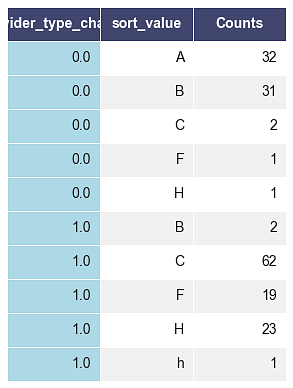 vider_type_cha sort_value Counts
0.0 A 32
0.0 B 31
0.0 C 2
0.0 F 1
0.0 H 1
1.0 B 2
1.0 C 62
1.0 F 19
1.0 H 23
1.0 h 1